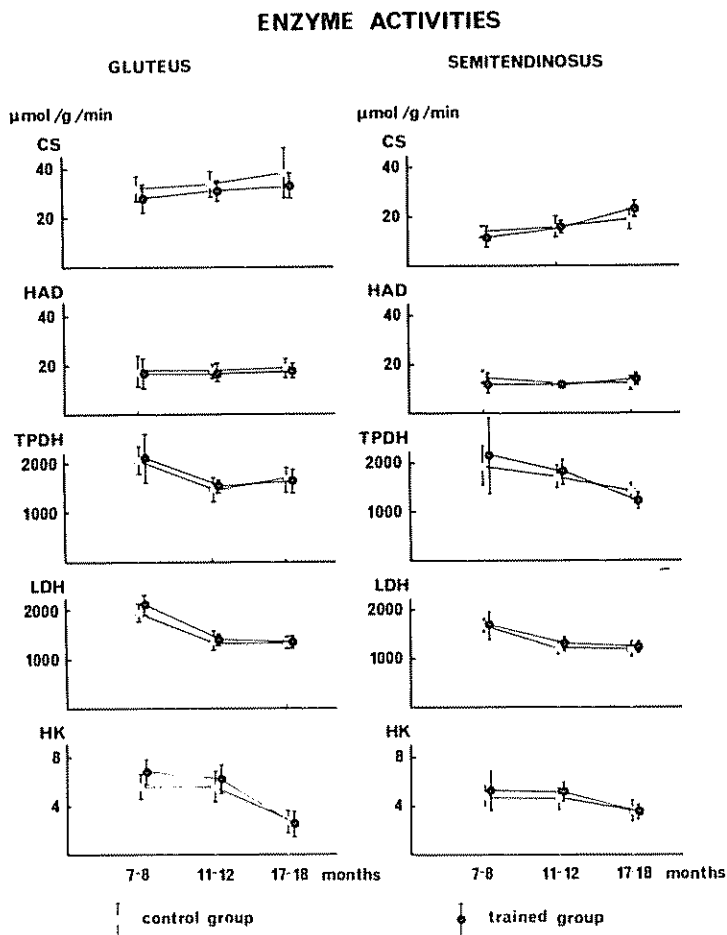 ENZYME ACTIVITIES
GLUTEUS
SEMITENDINOSUS
µmol/g/min
µmol/g/min
CS
40
20
CS
40
20
HAD
40
20
HAD
40
20
TPDH
2000
1000
TPDH
2000
1000
LDH
2000
1000
LDH
2000
1000
HK
8
4
HK
8
4
7-8 11-12 17-18 months
7-8 11-12 17-18 months
control group
trained group